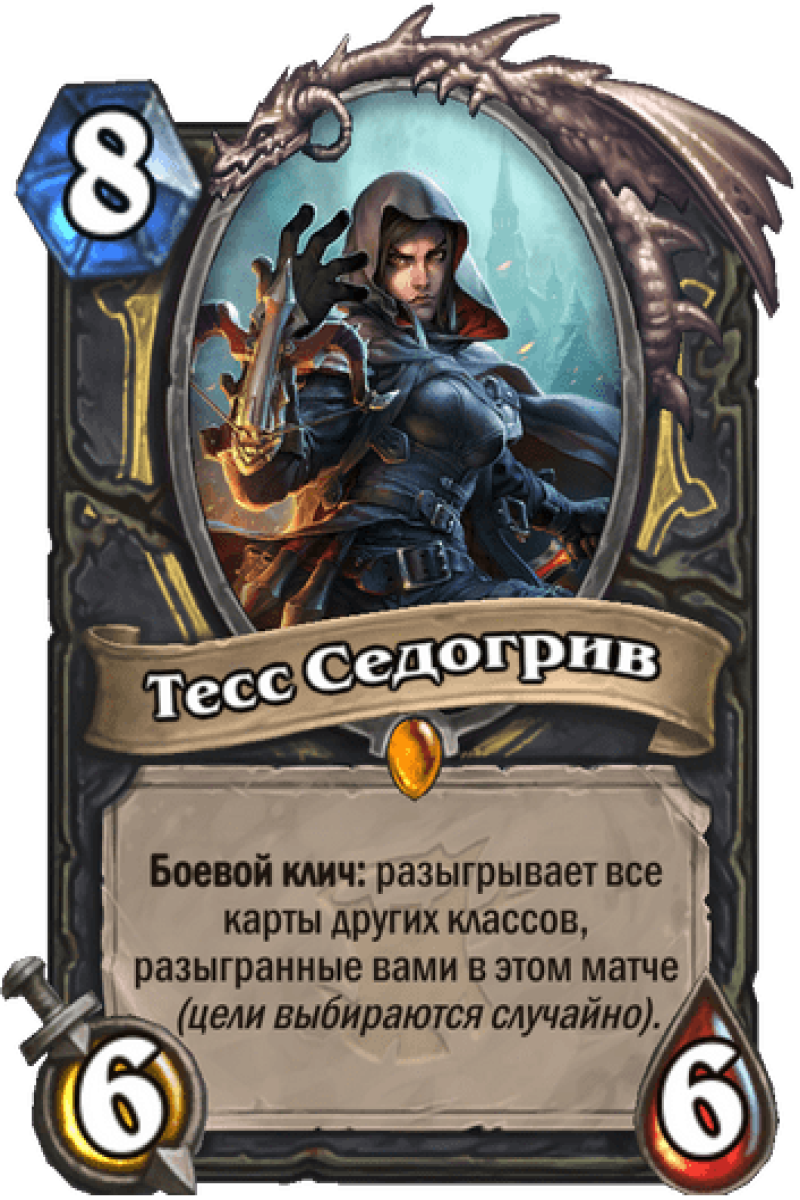 8
Тесс Седогрив
Боевой клич: разыгрывает все
карты других классов,
разыгранные вами в этом матче
(цели выбираются случайно).
6
6